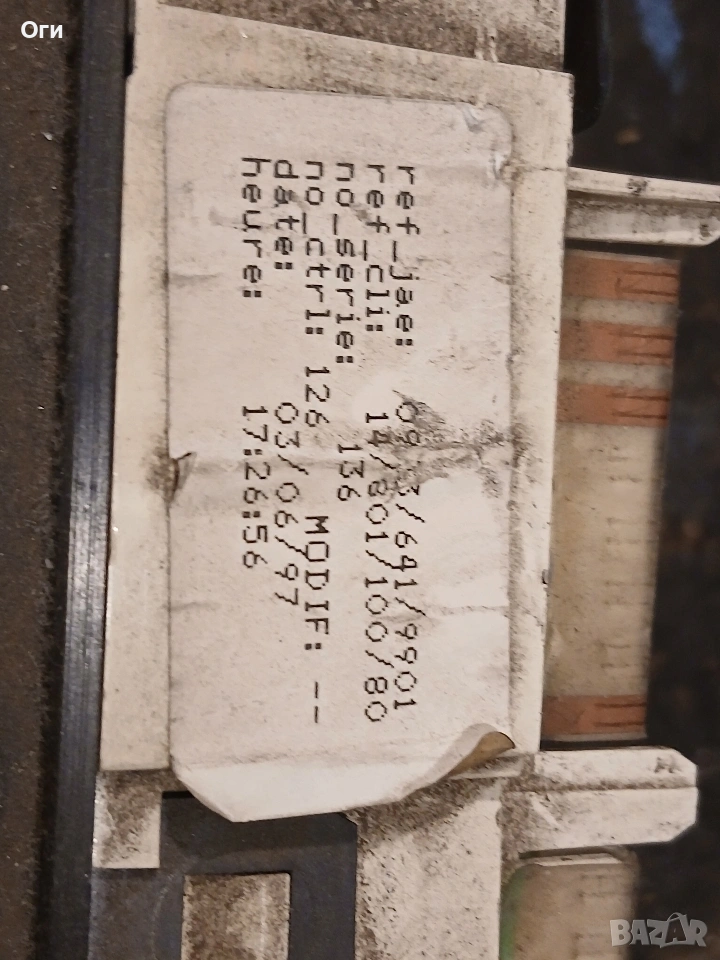 Оги
ref_jae: 09 3/641/9901
ref_cli: 14/801/100/80
no_serie: 136
no_ctrl: 126 MODIF: --
date: 03/06/97
heure: 17:26:56
BAZAR